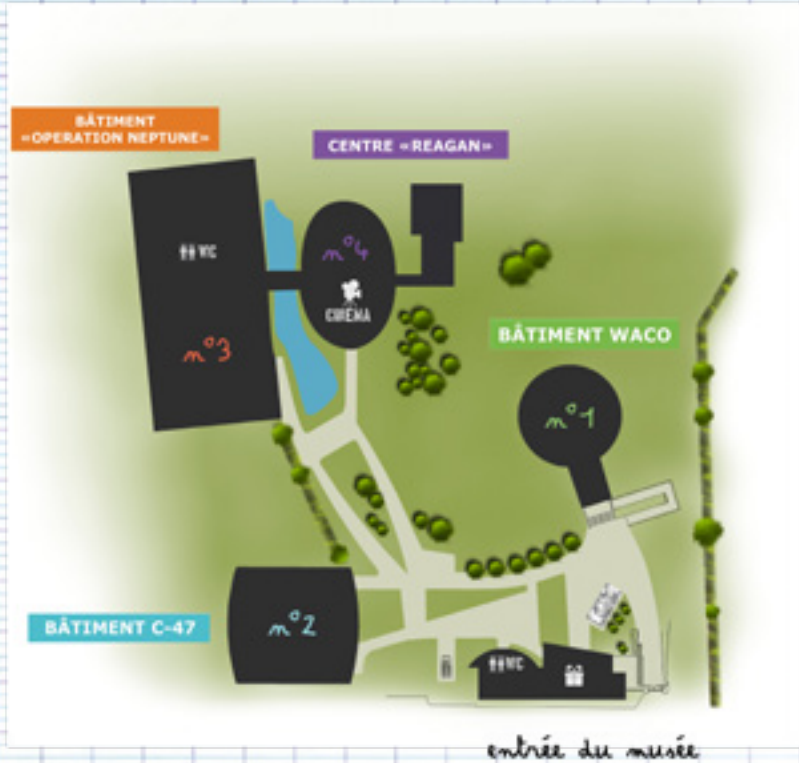 BÂTIMENT
«OPERATION NEPTUNE»
CENTRE «REAGAN»
WC
n°4
CINÉMA
n°3
BÂTIMENT WACO
n°1
BÂTIMENT C-47
n°2
WC
entrée du musée